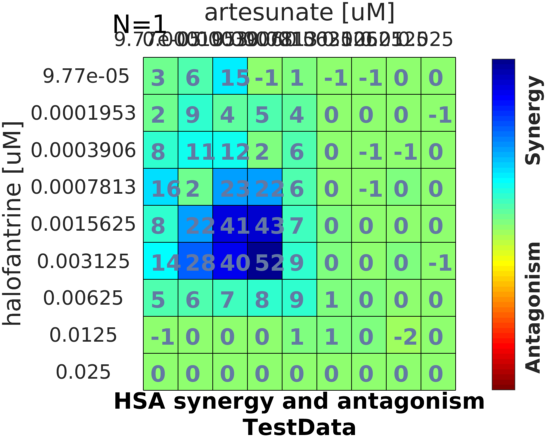 artesunate [uM]
N=1
halofantrine [uM]
9.77e-05 3 6 15 -1 1 -1 -1 0 0
0.0001953 2 9 4 5 4 0 0 0 -1
0.0003906 8 11 12 2 6 0 -1 -1 0
0.0007813 16 2 23 22 6 0 -1 0 0
0.0015625 8 22 41 43 7 0 0 0 0
0.003125 14 28 40 52 9 0 0 0 -1
0.00625 5 6 7 8 9 1 0 0 0
0.0125 -1 0 0 0 1 1 0 -2 0
0.025 0 0 0 0 0 0 0 0 0
Synergy
Antagonism
HSA synergy and antagonism
TestData